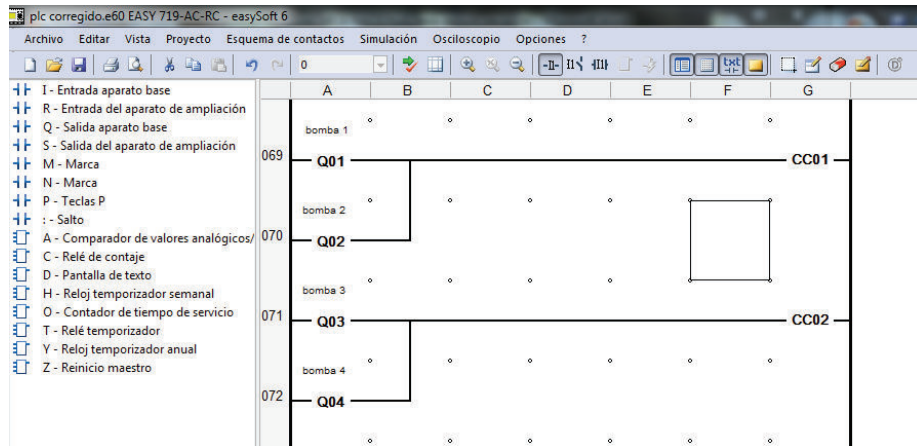 plc corregido.e60 EASY 719-AC-RC - easySoft 6
Archivo Editar Vista Proyecto Esquema de contactos Simulación Osciloscopio Opciones ?
0
txt
I - Entrada aparato base
R - Entrada del aparato de ampliación
Q - Salida aparato base
S - Salida del aparato de ampliación
M - Marca
N - Marca
P - Teclas P
: - Salto
A - Comparador de valores analógicos/
C - Relé de contaje
D - Pantalla de texto
H - Reloj temporizador semanal
O - Contador de tiempo de servicio
T - Relé temporizador
Y - Reloj temporizador anual
Z - Reinicio maestro
A B C D E F G
bomba 1
069 Q01 CC01
bomba 2
070 Q02
bomba 3
071 Q03 CC02
bomba 4
072 Q04